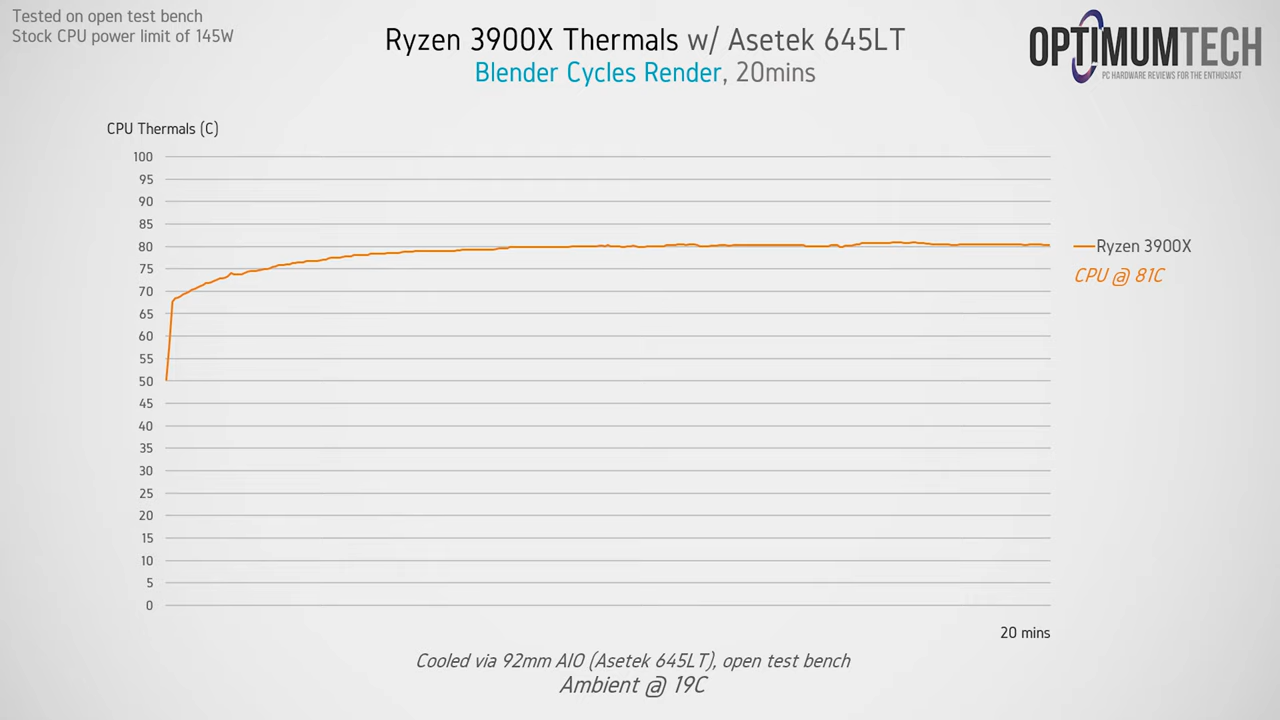 Tested on open test bench
Stock CPU power limit of 145W
Ryzen 3900X Thermals w/ Asetek 645LT
Blender Cycles Render, 20mins
OPTIMUMTECH
PC HARDWARE REVIEWS FOR THE ENTHUSIAST
CPU Thermals (C)
100
95
90
85
80
75
70
65
60
55
50
45
40
35
30
25
20
15
10
5
0
Ryzen 3900X
CPU @ 81C
20 mins
Cooled via 92mm AIO (Asetek 645LT), open test bench
Ambient @ 19C